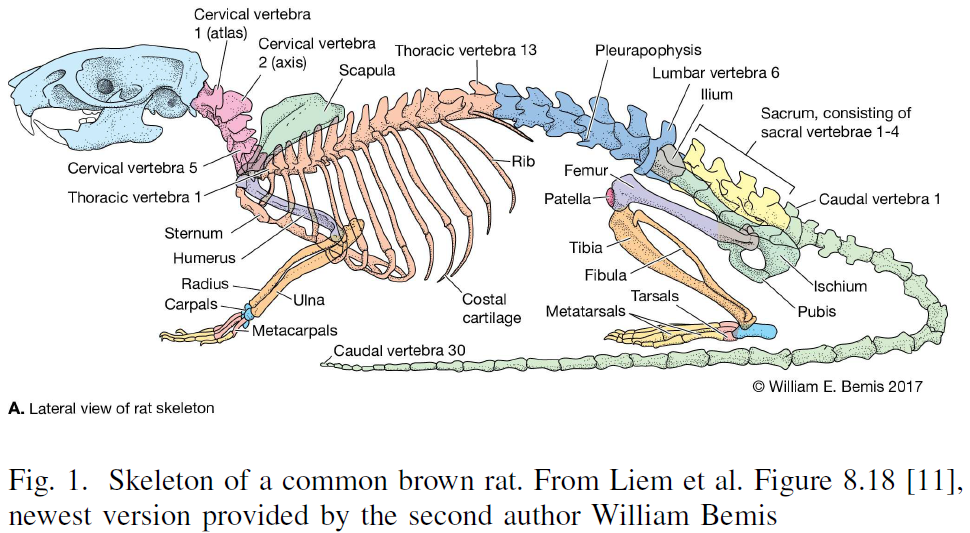 Cervical vertebra
1 (atlas)
Cervical vertebra
2 (axis)
Scapula
Thoracic vertebra 13
Pleurapophysis
Lumbar vertebra 6
Ilium
Sacrum, consisting of
sacral vertebrae 1-4
Cervical vertebra 5
Thoracic vertebra 1
Rib
Femur
Patella
Caudal vertebra 1
Sternum
Humerus
Tibia
Fibula
Radius
Carpals
Ulna
Metacarpals
Costal
cartilage
Tarsals
Metatarsals
Ischium
Pubis
Caudal vertebra 30
© William E. Bemis 2017
A. Lateral view of rat skeleton
Fig. 1. Skeleton of a common brown rat. From Liem et al. Figure 8.18 [11],
newest version provided by the second author William Bemis